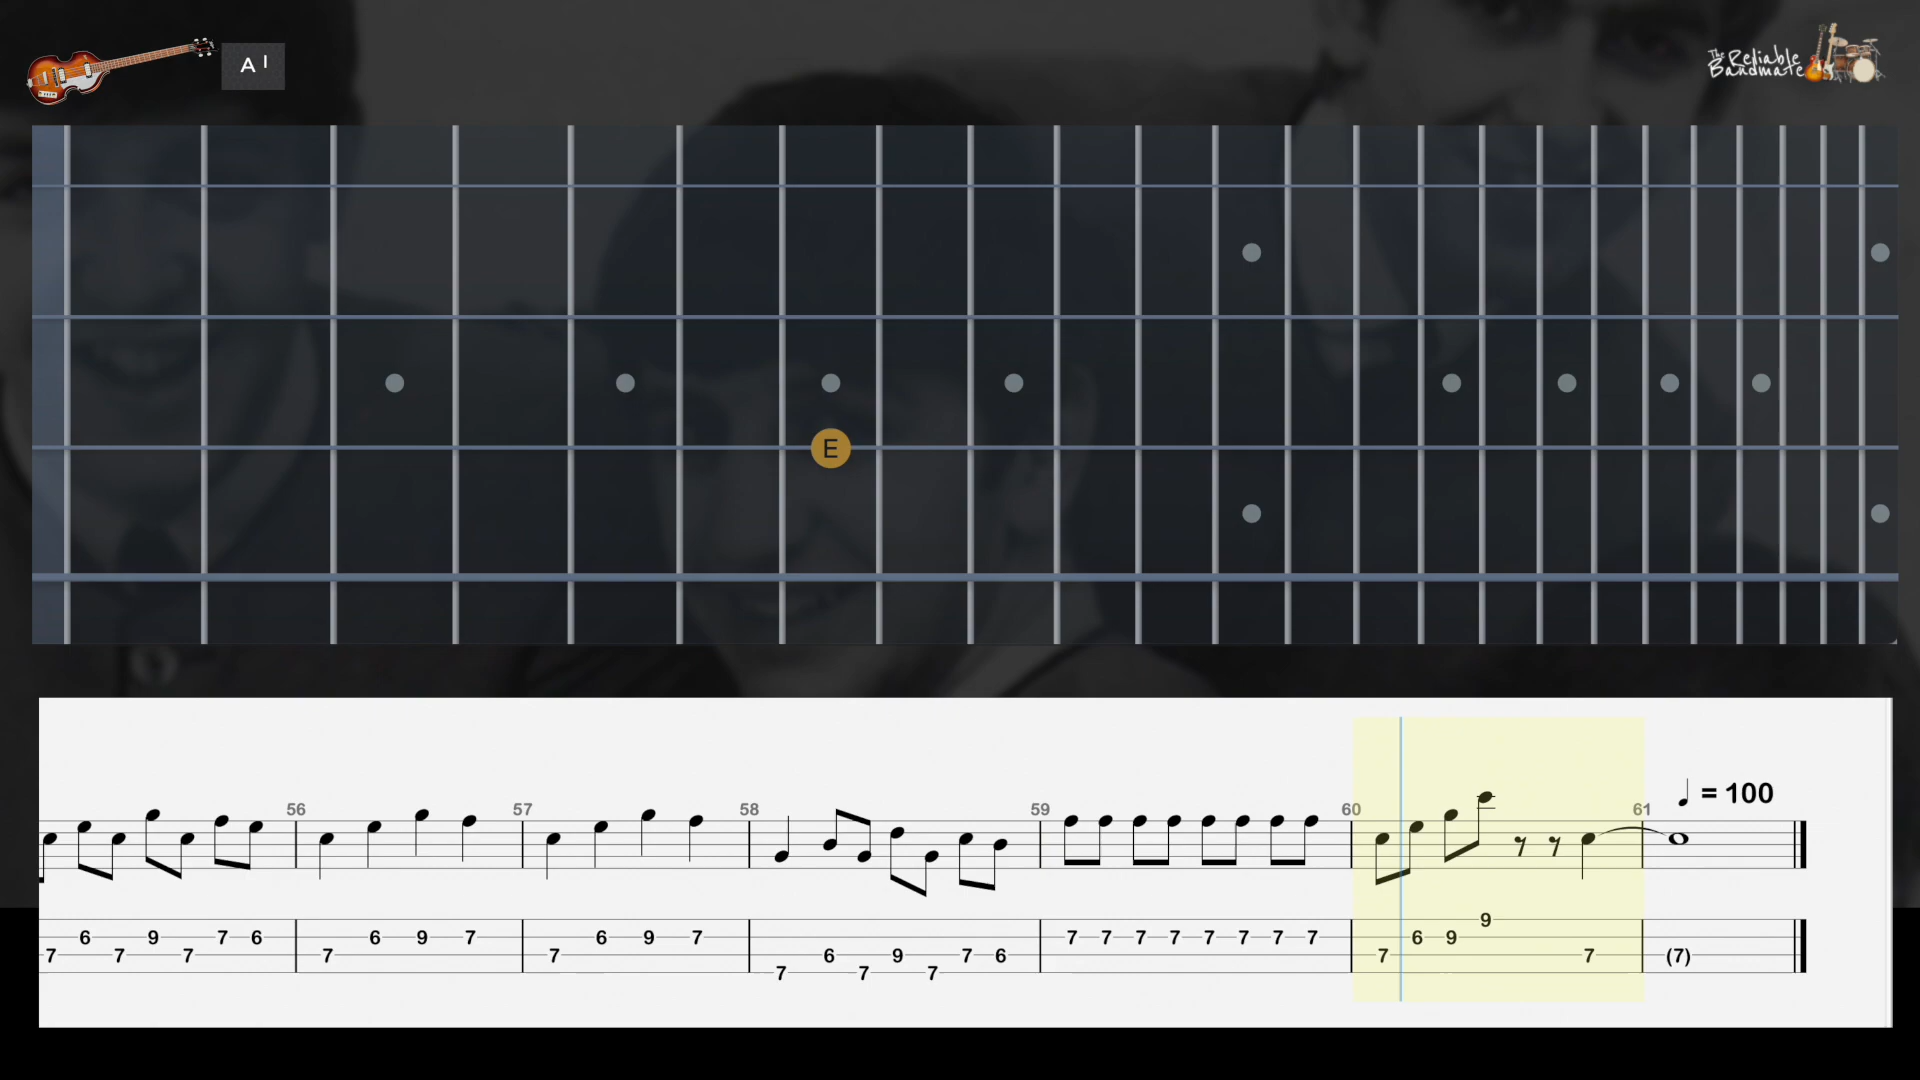 A I
The Reliable
Bandmate
E
56 57 58 59 60 61 ♩ = 100
9
6 9 7 6 6 9 7 6 9 7 7 7 7 7 7 7 7 7 6 9
7 7 7 7 7 6 9 7 6 7 7 (7)
7 7 7